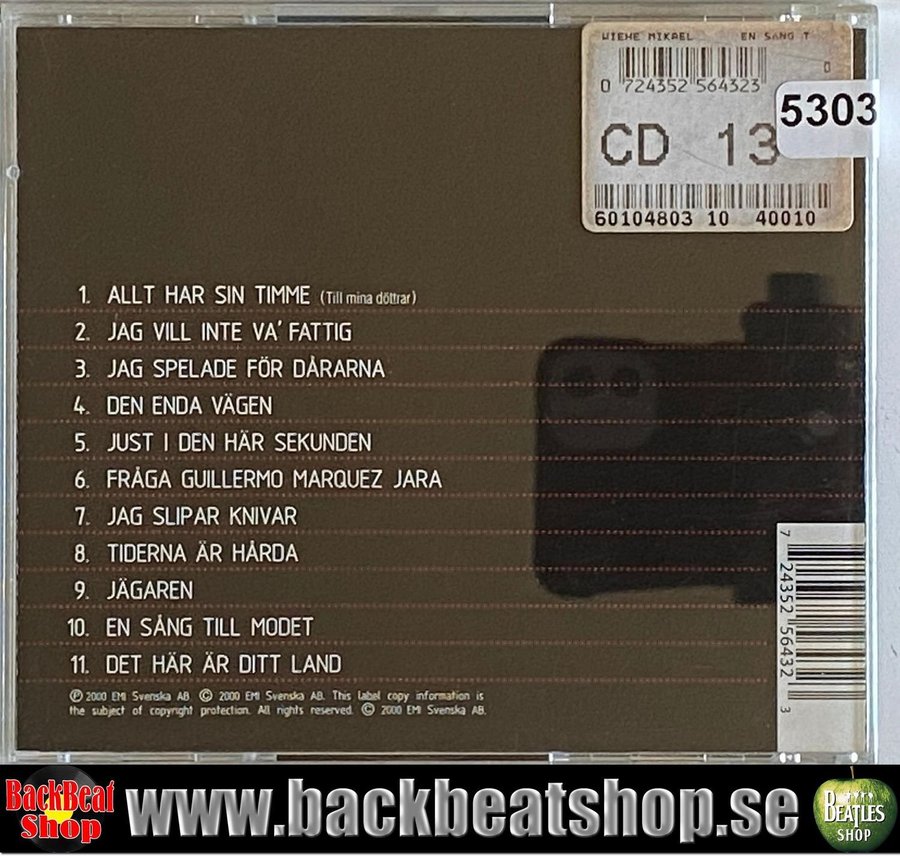 WIEHE MIKAEL EN SANG T
0
0 724352 564323
5303
CD 13
60104803 10 40010
1. ALLT HAR SIN TIMME (Till mina döttrar)
2. JAG VILL INTE VA' FATTIG
3. JAG SPELADE FÖR DÅRARNA
4. DEN ENDA VÄGEN
5. JUST I DEN HÄR SEKUNDEN
6. FRÅGA GUILLERMO MARQUEZ JARA
7. JAG SLIPAR KNIVAR
8. TIDERNA ÄR HÅRDA
9. JÄGAREN
10. EN SÅNG TILL MODET
11. DET HÄR ÄR DITT LAND
Ⓟ 2000 EMI Svenska AB. © 2000 EMI Svenska AB. This label copy information is
the subject of copyright protection. All rights reserved. © 2000 EMI Svenska AB.
7 24352 56432 3
BackBeat
Shop
www.backbeatshop.se
BEATLES
SHOP